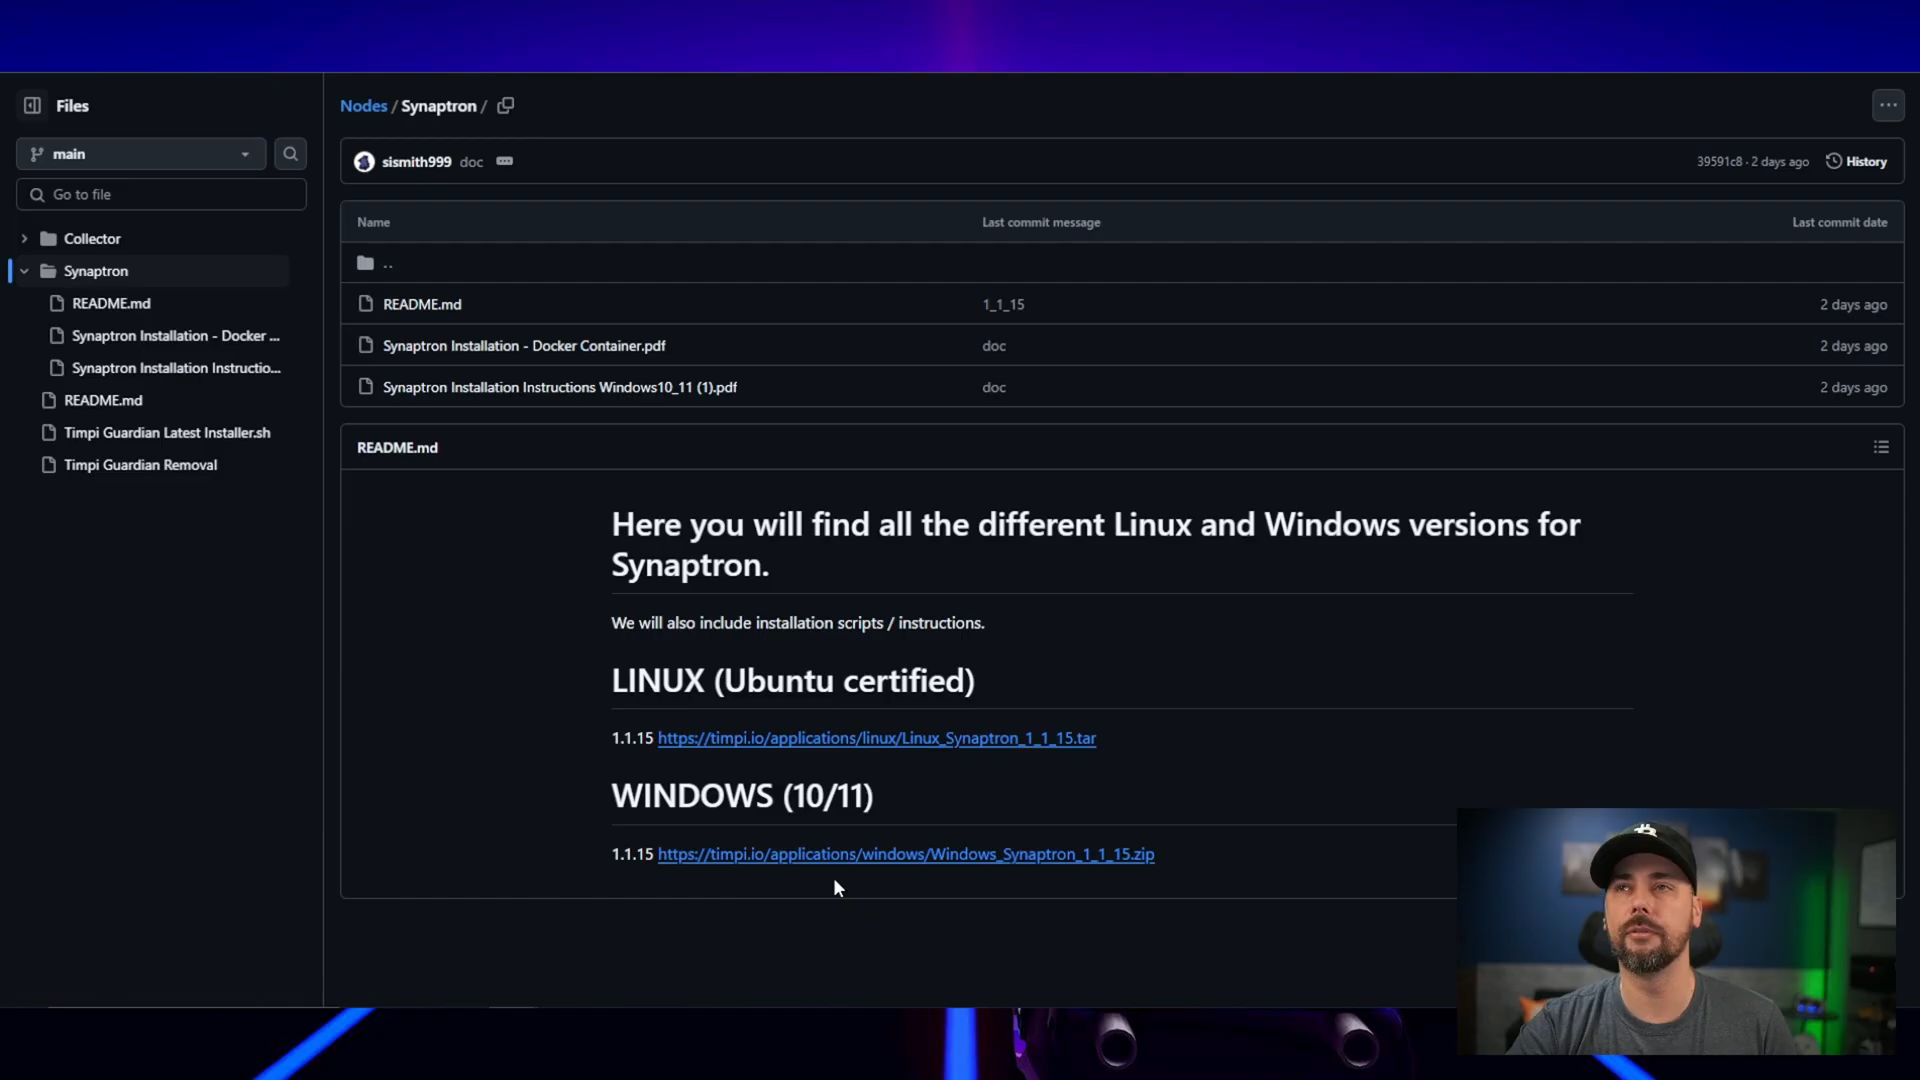 Files
main
Go to file
Collector
Synaptron
README.md
Synaptron Installation - Docker ...
Synaptron Installation Instructio...
README.md
Timpi Guardian Latest Installer.sh
Timpi Guardian Removal
Nodes / Synaptron /
sismith999 doc
39591c8 · 2 days ago
History
Name Last commit message Last commit date
..
README.md 1_1_15 2 days ago
Synaptron Installation - Docker Container.pdf doc 2 days ago
Synaptron Installation Instructions Windows10_11 (1).pdf doc 2 days ago
README.md
Here you will find all the different Linux and Windows versions for
Synaptron.
We will also include installation scripts / instructions.
LINUX (Ubuntu certified)
1.1.15 https://timpi.io/applications/linux/Linux_Synaptron_1_1_15.tar
WINDOWS (10/11)
1.1.15 https://timpi.io/applications/windows/Windows_Synaptron_1_1_15.zip